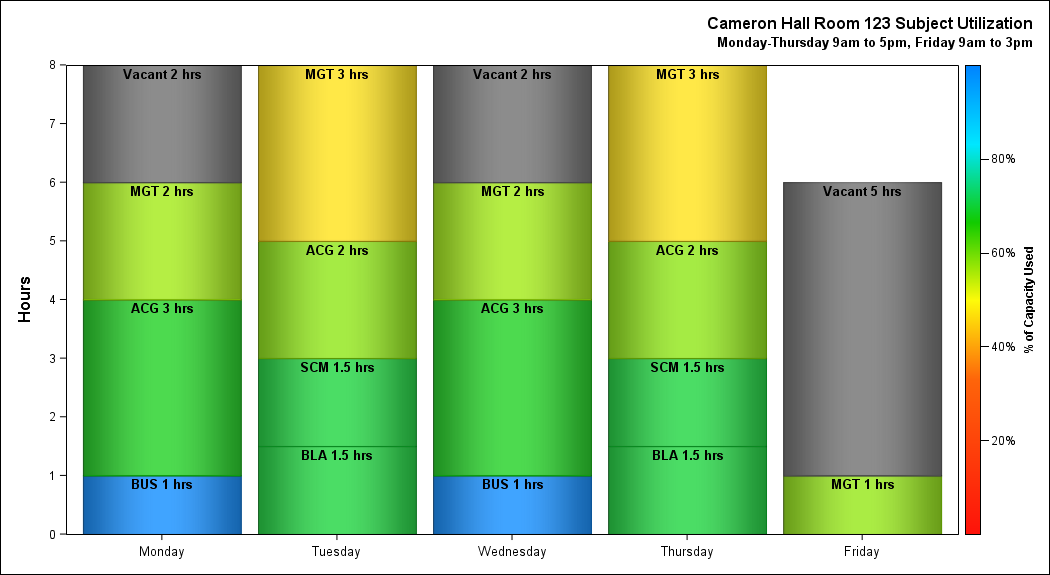 Cameron Hall Room 123 Subject Utilization
Monday-Thursday 9am to 5pm, Friday 9am to 3pm
Hours
8
7
6
5
4
3
2
1
0
Vacant 2 hrs
MGT 2 hrs
ACG 3 hrs
BUS 1 hrs
MGT 3 hrs
ACG 2 hrs
SCM 1.5 hrs
BLA 1.5 hrs
Vacant 2 hrs
MGT 2 hrs
ACG 3 hrs
BUS 1 hrs
MGT 3 hrs
ACG 2 hrs
SCM 1.5 hrs
BLA 1.5 hrs
Vacant 5 hrs
MGT 1 hrs
Monday
Tuesday
Wednesday
Thursday
Friday
80%
60%
40%
20%
% of Capacity Used